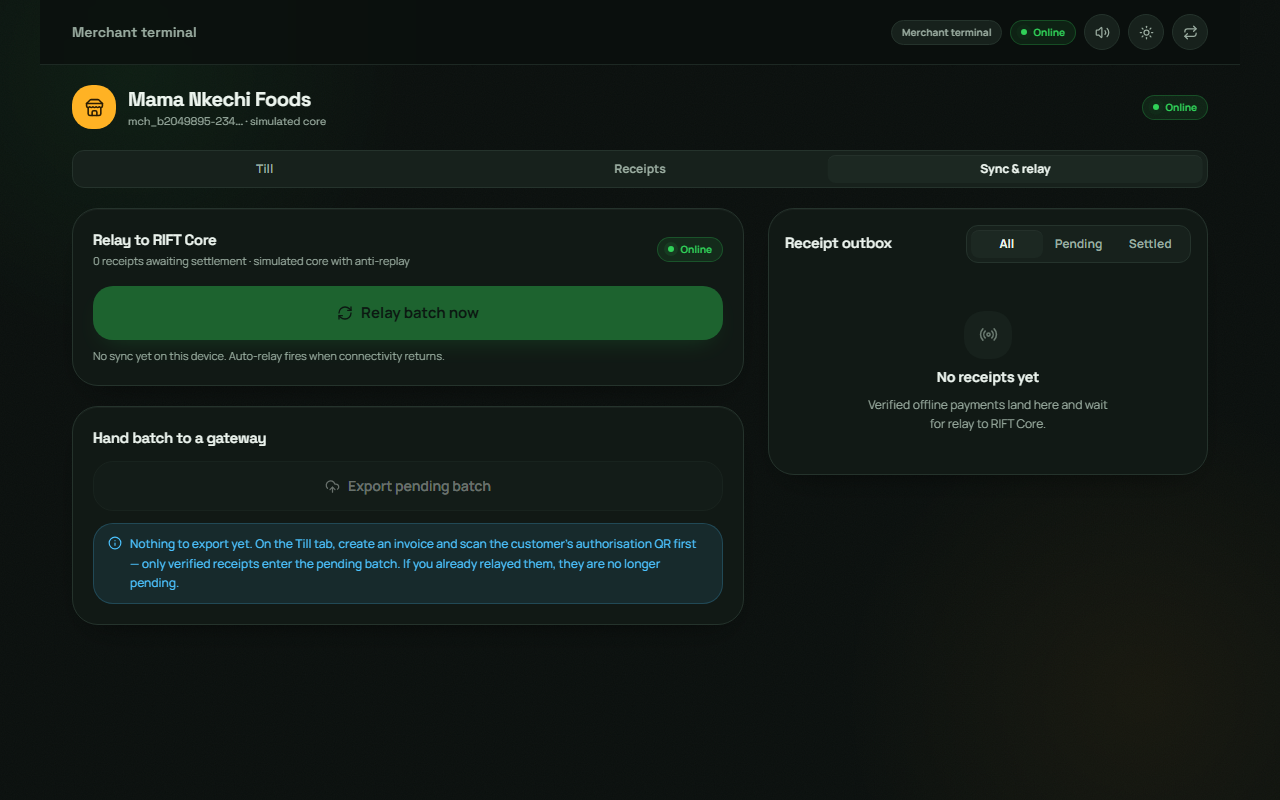 Merchant terminal
Merchant terminal
Online
Mama Nkechi Foods
mch_b2049895-234... · simulated core
Online
Till
Receipts
Sync & relay
Relay to RIFT Core
0 receipts awaiting settlement · simulated core with anti-replay
Online
Relay batch now
No sync yet on this device. Auto-relay fires when connectivity returns.
Hand batch to a gateway
Export pending batch
Nothing to export yet. On the Till tab, create an invoice and scan the customer's authorisation QR first
— only verified receipts enter the pending batch. If you already relayed them, they are no longer
pending.
Receipt outbox
All
Pending
Settled
No receipts yet
Verified offline payments land here and wait
for relay to RIFT Core.